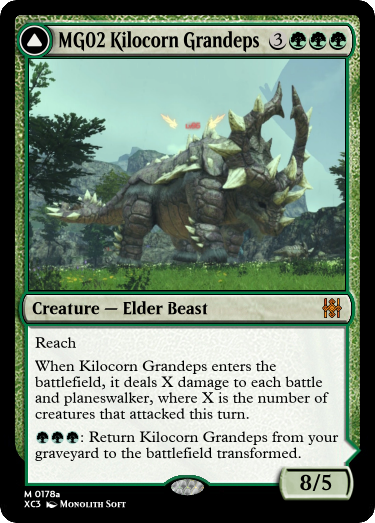 MG02 Kilocorn Grandeps 3
Creature — Elder Beast
Reach
When Kilocorn Grandeps enters the
battlefield, it deals X damage to each battle
and planeswalker, where X is the number of
creatures that attacked this turn.
: Return Kilocorn Grandeps from your
graveyard to the battlefield transformed.
8/5
M 0178a
XC3 Monolith Soft